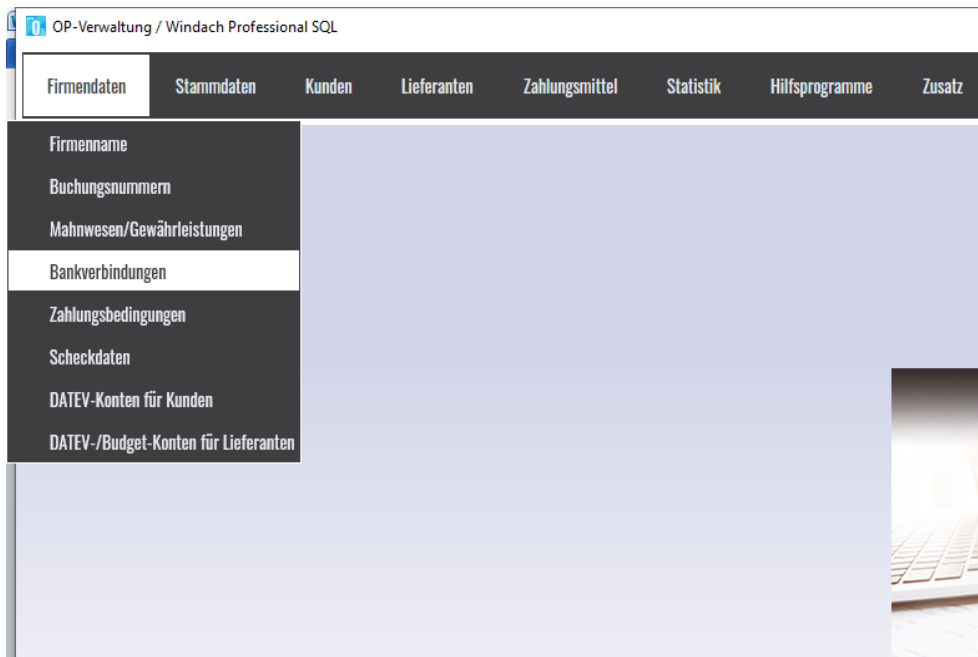 OP-Verwaltung / Windach Professional SQL
Firmendaten Stammdaten Kunden Lieferanten Zahlungsmittel Statistik Hilfsprogramme Zusatz
Firmenname
Buchungsnummern
Mahnwesen/Gewährleistungen
Bankverbindungen
Zahlungsbedingungen
Scheckdaten
DATEV-Konten für Kunden
DATEV-/Budget-Konten für Lieferanten